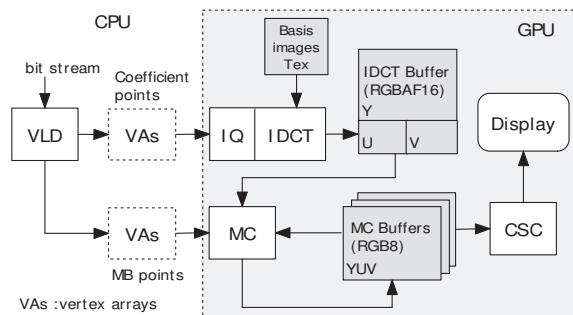 CPU
GPU
bit stream
Coefficient
points
Basis
images
Tex
IDCT Buffer
(RGBAF16)
Y
U
V
VLD
VAs
IQ
IDCT
Display
VAs
MC
MC Buffers
(RGB8)
YUV
CSC
MB points
VAs :vertex arrays